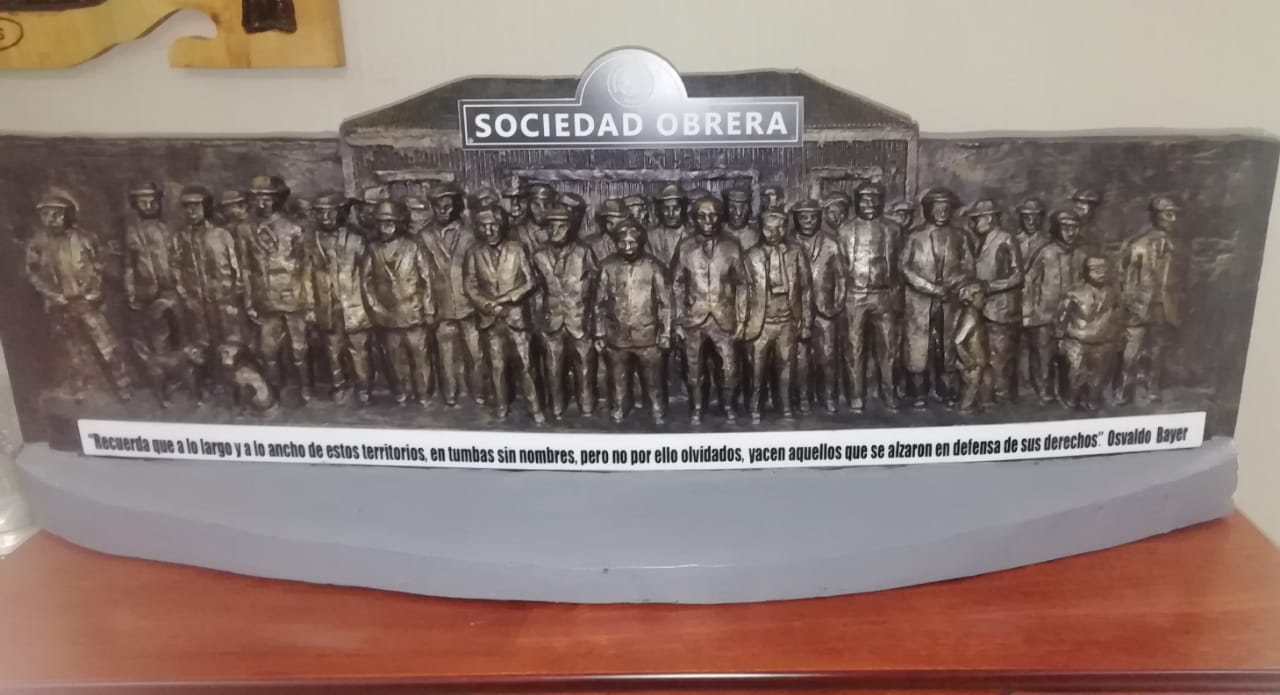 SOCIEDAD OBRERA
"Recuerda que a lo largo y a lo ancho de estos territorios, en tumbas sin nombres, pero no por ello olvidados, yacen aquellos que se alzaron en defensa de sus derechos". Osvaldo Bayer